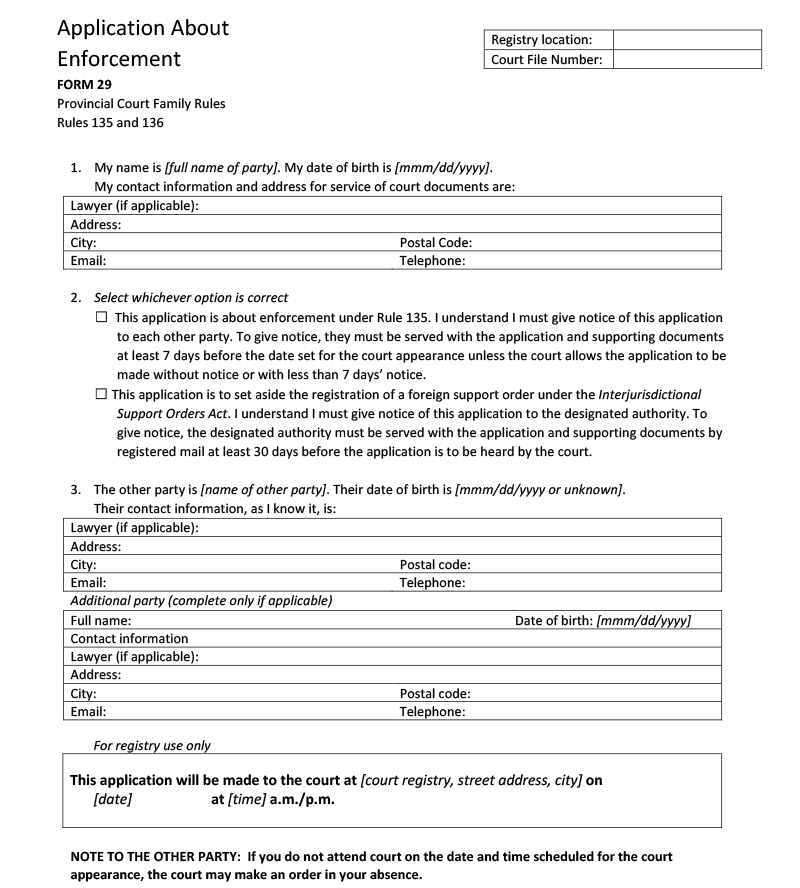 Application About
Enforcement
FORM 29
Provincial Court Family Rules
Rules 135 and 136
Registry location:
Court File Number:
1. My name is [full name of party]. My date of birth is [mmm/dd/yyyy].
My contact information and address for service of court documents are:
Lawyer (if applicable):
Address:
City: Postal Code:
Email: Telephone:
2. Select whichever option is correct
☐ This application is about enforcement under Rule 135. I understand I must give notice of this application
to each other party. To give notice, they must be served with the application and supporting documents
at least 7 days before the date set for the court appearance unless the court allows the application to be
made without notice or with less than 7 days’ notice.
☐ This application is to set aside the registration of a foreign support order under the Interjurisdictional
Support Orders Act. I understand I must give notice of this application to the designated authority. To
give notice, the designated authority must be served with the application and supporting documents by
registered mail at least 30 days before the application is to be heard by the court.
3. The other party is [name of other party]. Their date of birth is [mmm/dd/yyyy or unknown].
Their contact information, as I know it, is:
Lawyer (if applicable):
Address:
City: Postal code:
Email: Telephone:
Additional party (complete only if applicable)
Full name: Date of birth: [mmm/dd/yyyy]
Contact information
Lawyer (if applicable):
Address:
City: Postal code:
Email: Telephone:
For registry use only
This application will be made to the court at [court registry, street address, city] on
[date] at [time] a.m./p.m.
NOTE TO THE OTHER PARTY: If you do not attend court on the date and time scheduled for the court
appearance, the court may make an order in your absence.